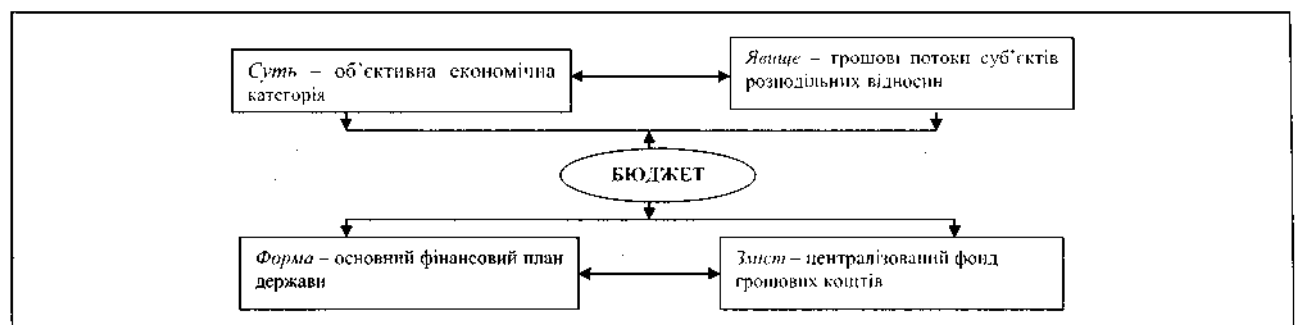 Суть – об'єктивна економічна
категорія
Явище – грошові потоки суб'єктів
розподільних відносин
БЮДЖЕТ
Форма – основний фінансовий план
держави
Зміст – централізований фонд
грошових коштів